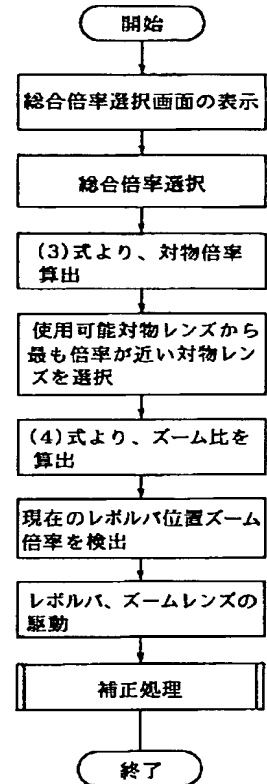 開始
総合倍率選択画面の表示
総合倍率選択
(3)式より、対物倍率
算出
使用可能対物レンズから
最も倍率が近い対物レン
ズを選択
(4)式より、ズーム比を
算出
現在のレボルバ位置ズーム
倍率を検出
レボルバ、ズームレンズの
駆動
補正処理
終了